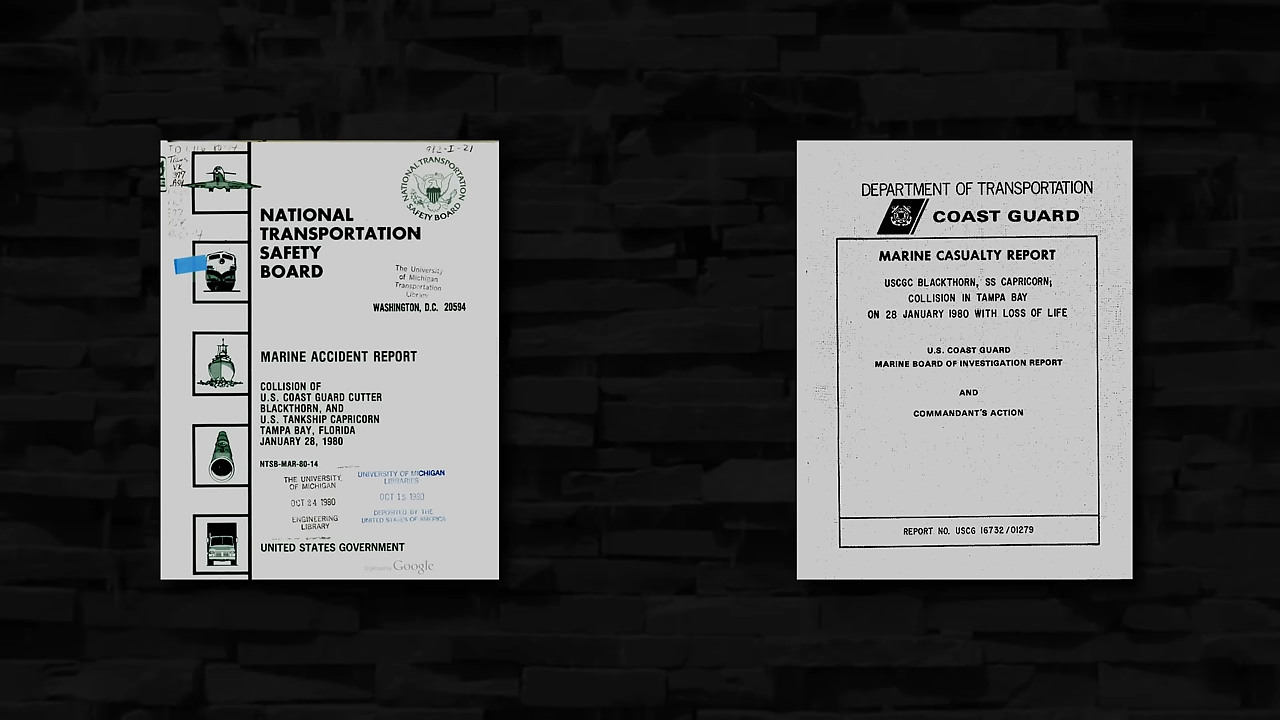 912-I-21
NATIONAL TRANSPORTATION SAFETY BOARD
NATIONAL
TRANSPORTATION
SAFETY
BOARD
The University
of Michigan
Transportation
Library
WASHINGTON, D.C. 20594
MARINE ACCIDENT REPORT
COLLISION OF
U.S. COAST GUARD CUTTER
BLACKTHORN, AND
U.S. TANKSHIP CAPRICORN
TAMPA BAY, FLORIDA
JANUARY 28, 1980
NTSB-MAR-80-14
THE UNIVERSITY
OF MICHIGAN
OCT 24 1980
ENGINEERING
LIBRARY
UNIVERSITY OF MICHIGAN
LIBRARIES
OCT 15 1980
DEPOSITED BY THE
UNITED STATES OF AMERICA
UNITED STATES GOVERNMENT
Digitized by Google
DEPARTMENT OF TRANSPORTATION
COAST GUARD
MARINE CASUALTY REPORT
USCGC BLACKTHORN, SS CAPRICORN;
COLLISION IN TAMPA BAY
ON 28 JANUARY 1980 WITH LOSS OF LIFE
U.S. COAST GUARD
MARINE BOARD OF INVESTIGATION REPORT
AND
COMMANDANT'S ACTION
REPORT NO. USCG 16732/01279